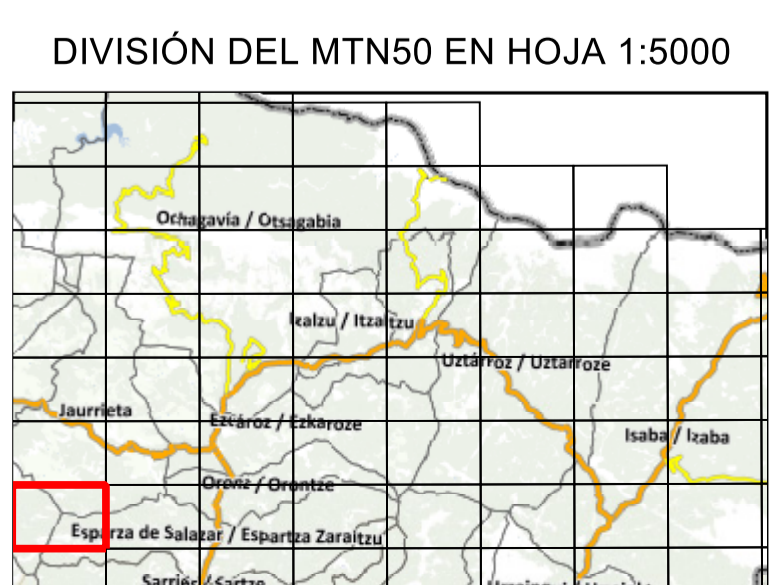 DIVISIÓN DEL MTN50 EN HOJA 1:5000
Ochagavía / Otsagabia
Ikalzu / Itzaltzu
Uztárroz / Uztarroze
Jaurrieta
Ezcároz / Ezkaroze
Isaba / Izaba
Oronz / Orontze
Esparza de Salazar / Espartza Zaraitzu